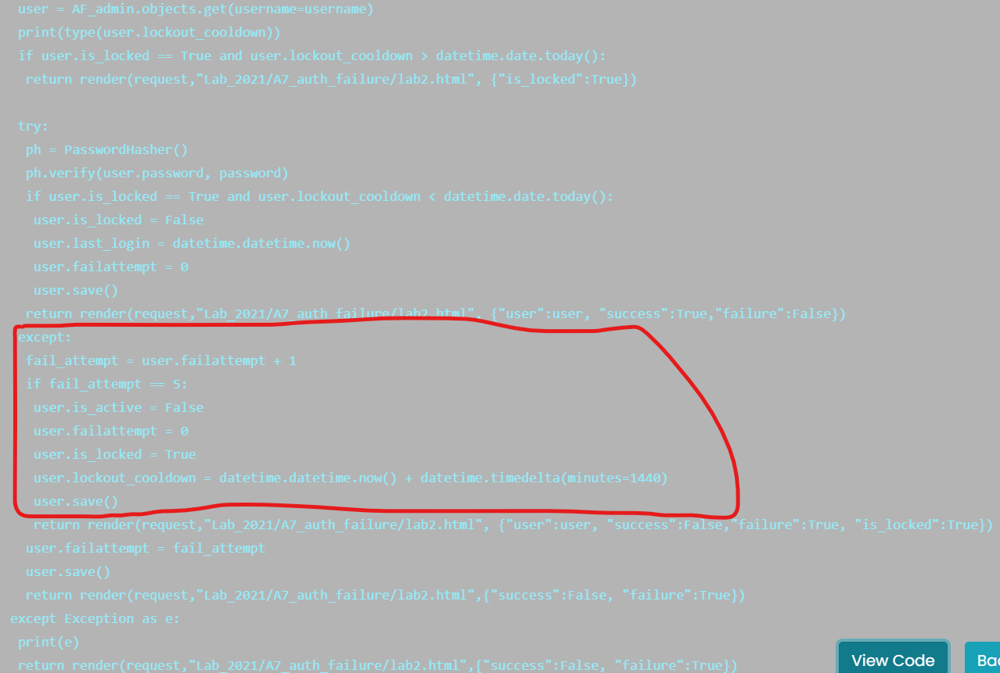 user = AF_admin.objects.get(username=username)
print(type(user.lockout_cooldown))
if user.is_locked == True and user.lockout_cooldown > datetime.date.today():
return render(request,"Lab_2021/A7_auth_failure/lab2.html", {"is_locked":True})
try:
ph = PasswordHasher()
ph.verify(user.password, password)
if user.is_locked == True and user.lockout_cooldown < datetime.date.today():
user.is_locked = False
user.last_login = datetime.datetime.now()
user.failattempt = 0
user.save()
return render(request,"Lab_2021/A7_auth_failure/lab2.html", {"user":user, "success":True,"failure":False})
except:
fail_attempt = user.failattempt + 1
if fail_attempt == 5:
user.is_active = False
user.failattempt = 0
user.is_locked = True
user.lockout_cooldown = datetime.datetime.now() + datetime.timedelta(minutes=1440)
user.save()
return render(request,"Lab_2021/A7_auth_failure/lab2.html", {"user":user, "success":False,"failure":True, "is_locked":True})
user.failattempt = fail_attempt
user.save()
return render(request,"Lab_2021/A7_auth_failure/lab2.html",{"success":False, "failure":True})
except Exception as e:
print(e)
return render(request,"Lab_2021/A7_auth_failure/lab2.html",{"success":False, "failure":True})
View Code